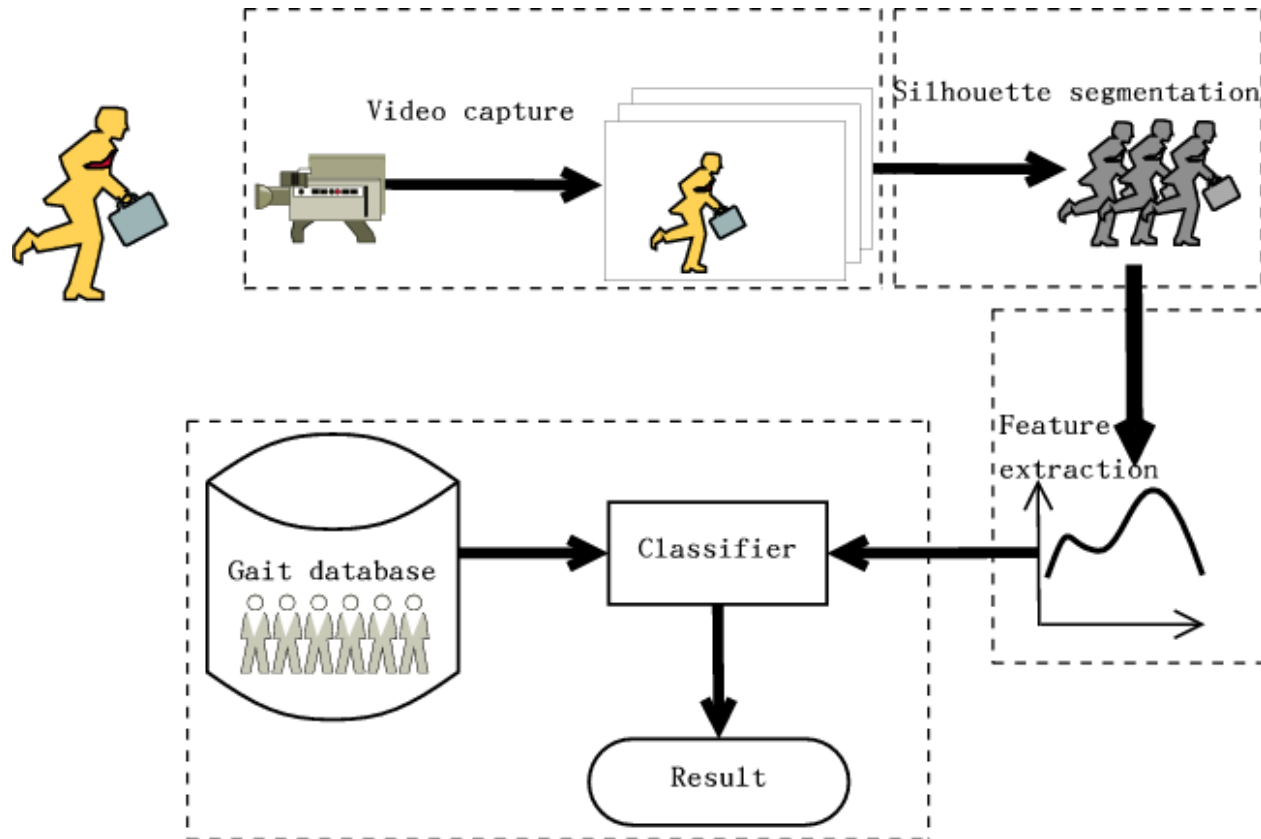 Video capture
Silhouette segmentation
Feature
extraction
Gait database
Classifier
Result